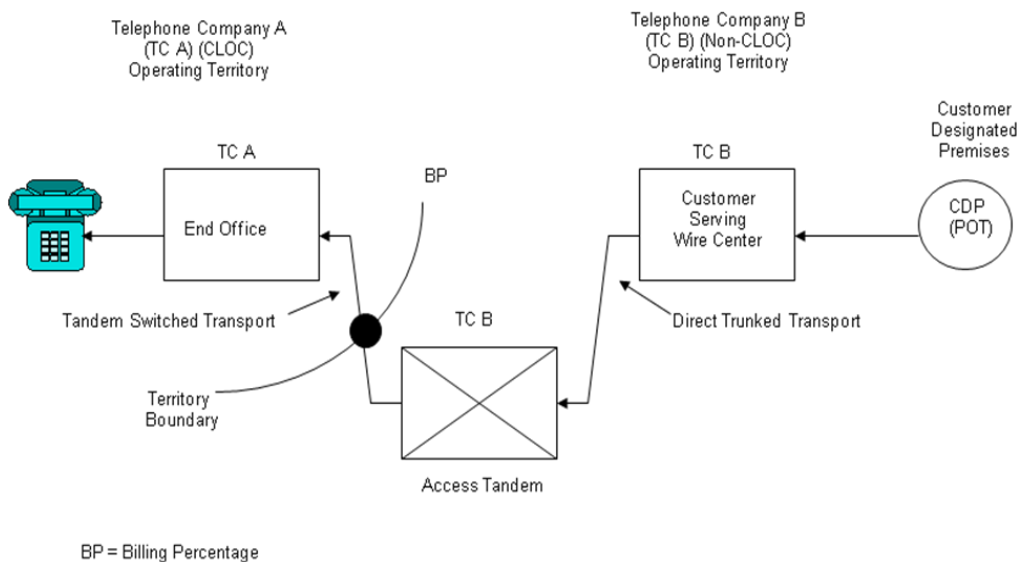 Telephone Company A
(TC A) (CLOC)
Operating Territory
Telephone Company B
(TC B) (Non-CLOC)
Operating Territory
Customer
Designated
Premises
TC A
BP
TC B
End Office
Customer
Serving
Wire Center
CDP
(POT)
Tandem Switched Transport
TC B
Direct Trunked Transport
Territory
Boundary
Access Tandem
BP = Billing Percentage